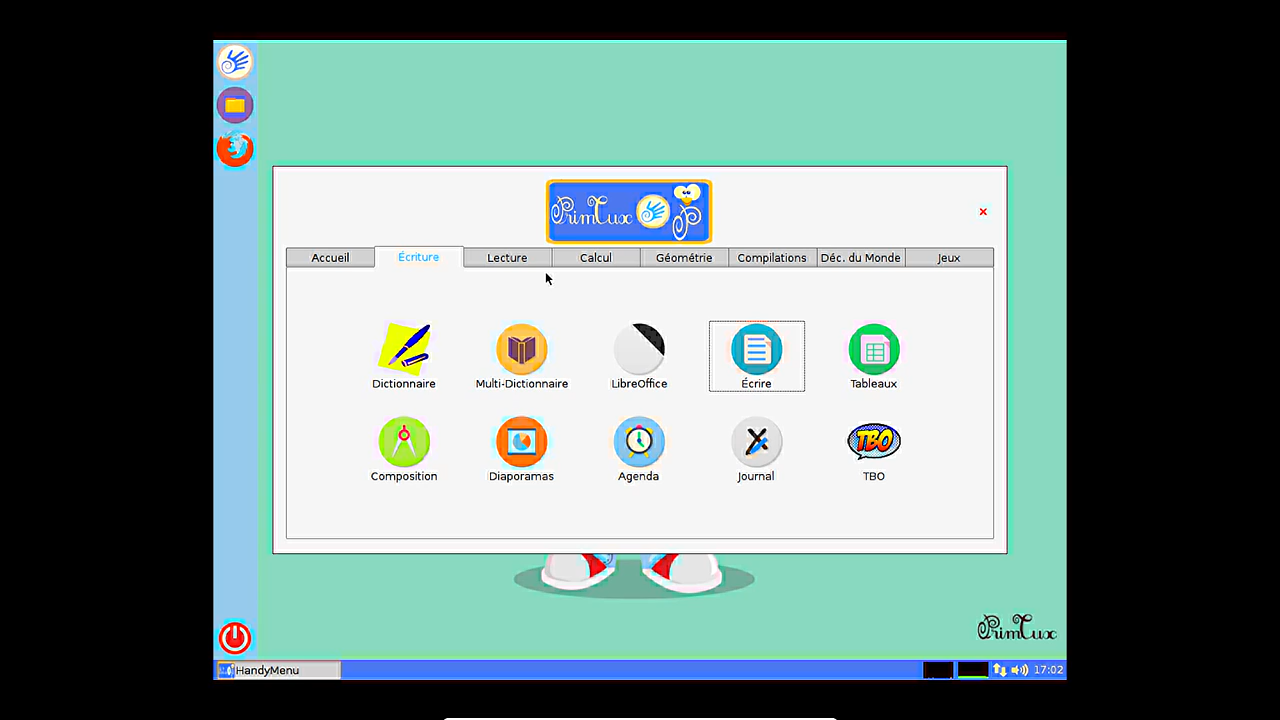 PrimTux
Accueil Écriture Lecture Calcul Géométrie Compilations Déc. du Monde Jeux
Dictionnaire Multi-Dictionnaire LibreOffice Écrire Tableaux
TBO
Composition Diaporamas Agenda Journal TBO
PrimTux
HandyMenu 17:02